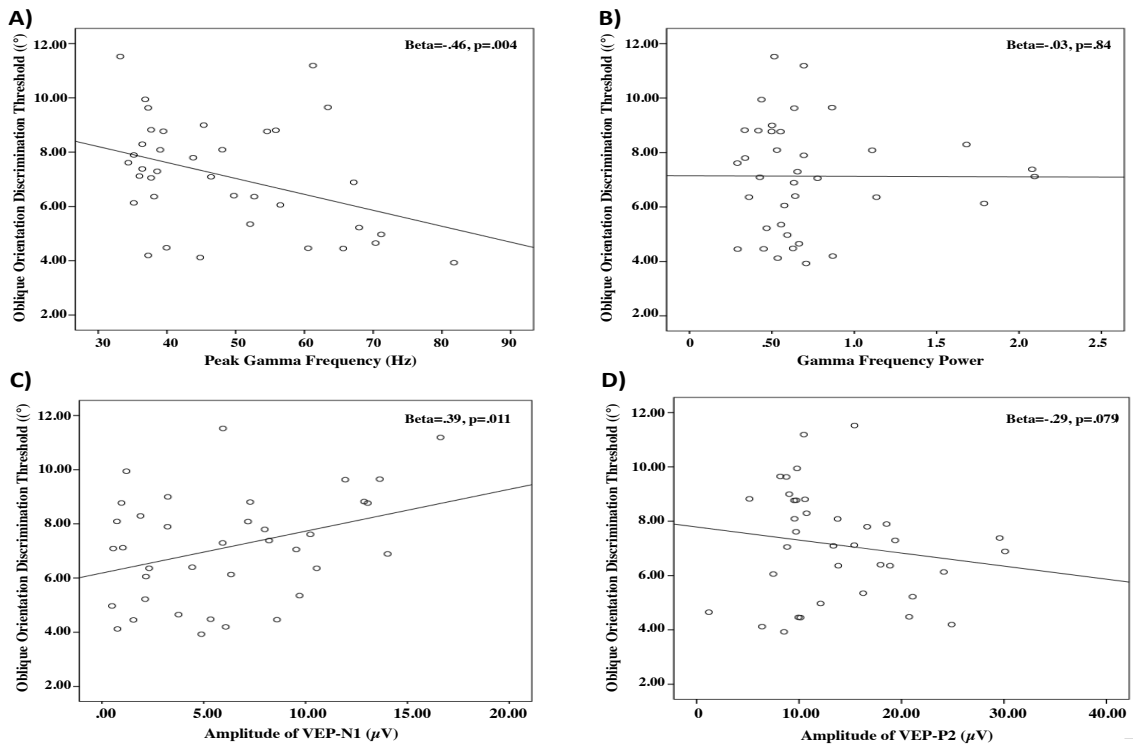 A)
Beta=-.46, p=.004
Oblique Orientation Discrimination Threshold ((°)
12.00
10.00
8.00
6.00
4.00
2.00
30 40 50 60 70 80 90
Peak Gamma Frequency (Hz)
B)
Beta=-.03, p=.84
Oblique Orientation Discrimination Threshold ((°)
12.00
10.00
8.00
6.00
4.00
2.00
0 .50 1.0 1.5 2.0 2.5
Gamma Frequency Power
C)
Beta=.39, p=.011
Oblique Orientation Discrimination Threshold ((°)
12.00
10.00
8.00
6.00
4.00
2.00
.00 5.00 10.00 15.00 20.00
Amplitude of VEP-N1 (µV)
D)
Beta=-.29, p=.079
Oblique Orientation Discrimination Threshold ((°)
12.00
10.00
8.00
6.00
4.00
2.00
0 10.00 20.00 30.00 40.00
Amplitude of VEP-P2 (µV)